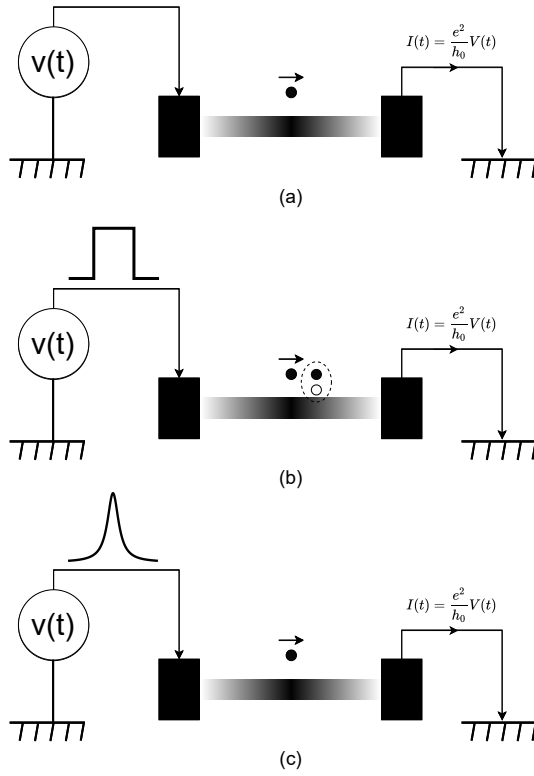 v(t)
I(t) = \frac{e^2}{h_0} V(t)
(a)
v(t)
I(t) = \frac{e^2}{h_0} V(t)
(b)
v(t)
I(t) = \frac{e^2}{h_0} V(t)
(c)